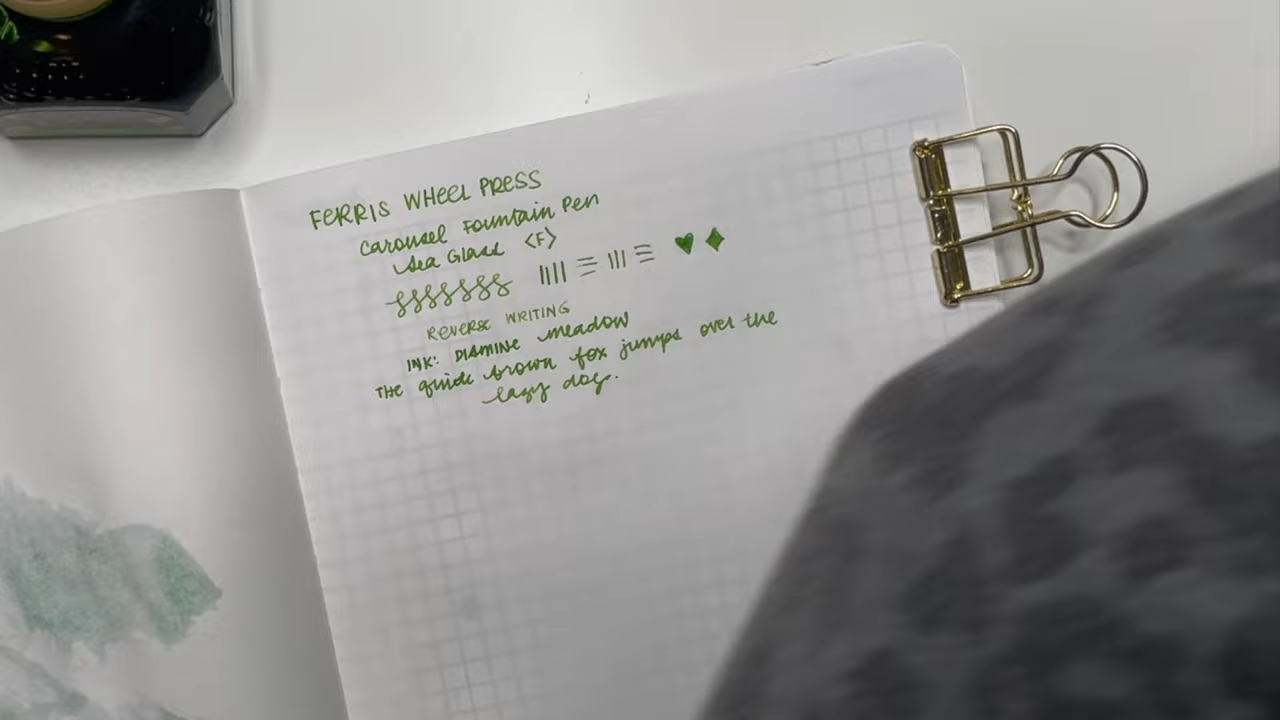 FERRIS WHEEL PRESS
Carousel Fountain Pen
Sea Glass <F>
REVERSE WRITING
INK: DIAMINE meadow
THE quick brown fox jumps over the
lazy dog.